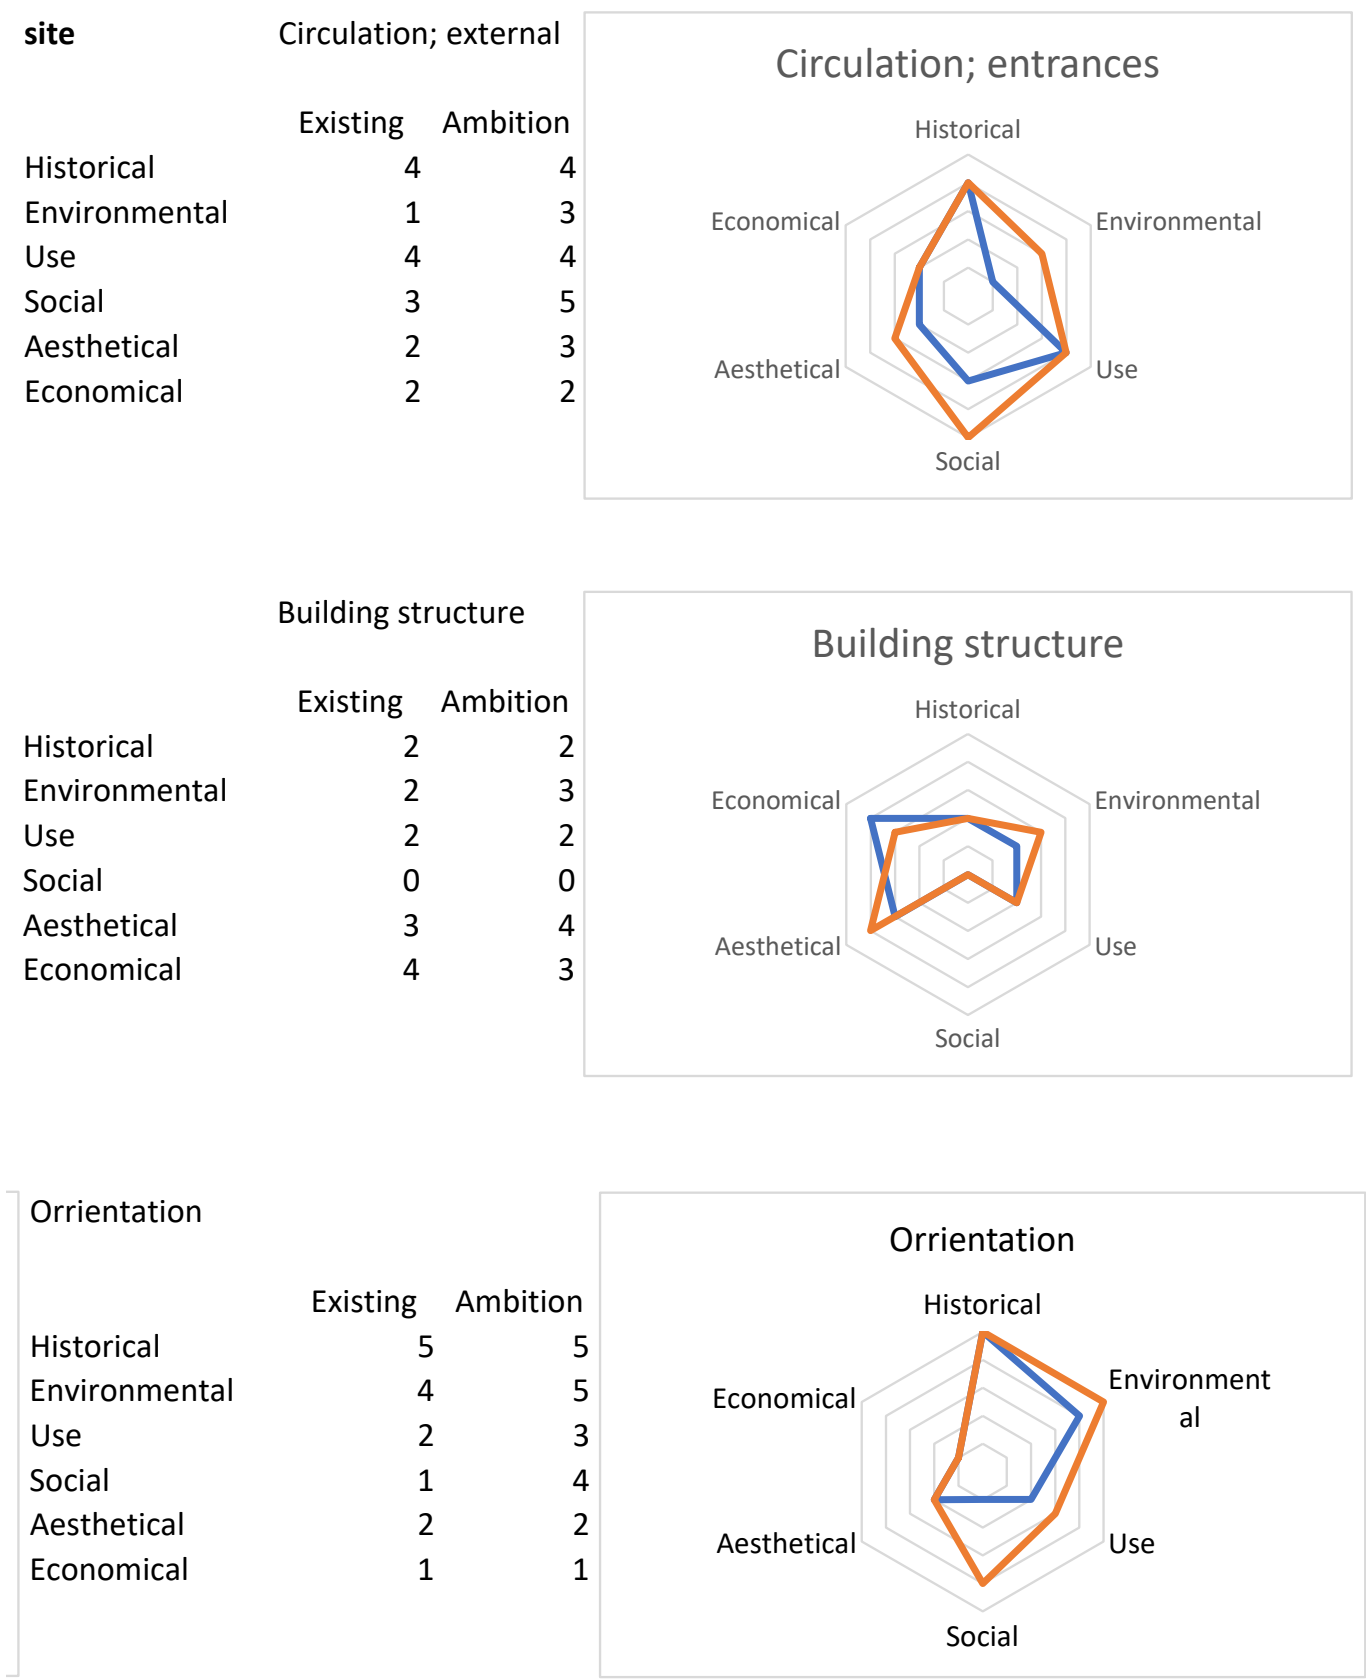 site Circulation; external
Existing Ambition
Historical 4 4
Environmental 1 3
Use 4 4
Social 3 5
Aesthetical 2 3
Economical 2 2
Circulation; entrances
Historical
Economical Environmental
Aesthetical Use
Social
Building structure
Existing Ambition
Historical 2 2
Environmental 2 3
Use 2 2
Social 0 0
Aesthetical 3 4
Economical 4 3
Building structure
Historical
Economical Environmental
Aesthetical Use
Social
Orrientation
Existing Ambition
Historical 5 5
Environmental 4 5
Use 2 3
Social 1 4
Aesthetical 2 2
Economical 1 1
Orrientation
Historical
Economical Environment
al
Aesthetical Use
Social